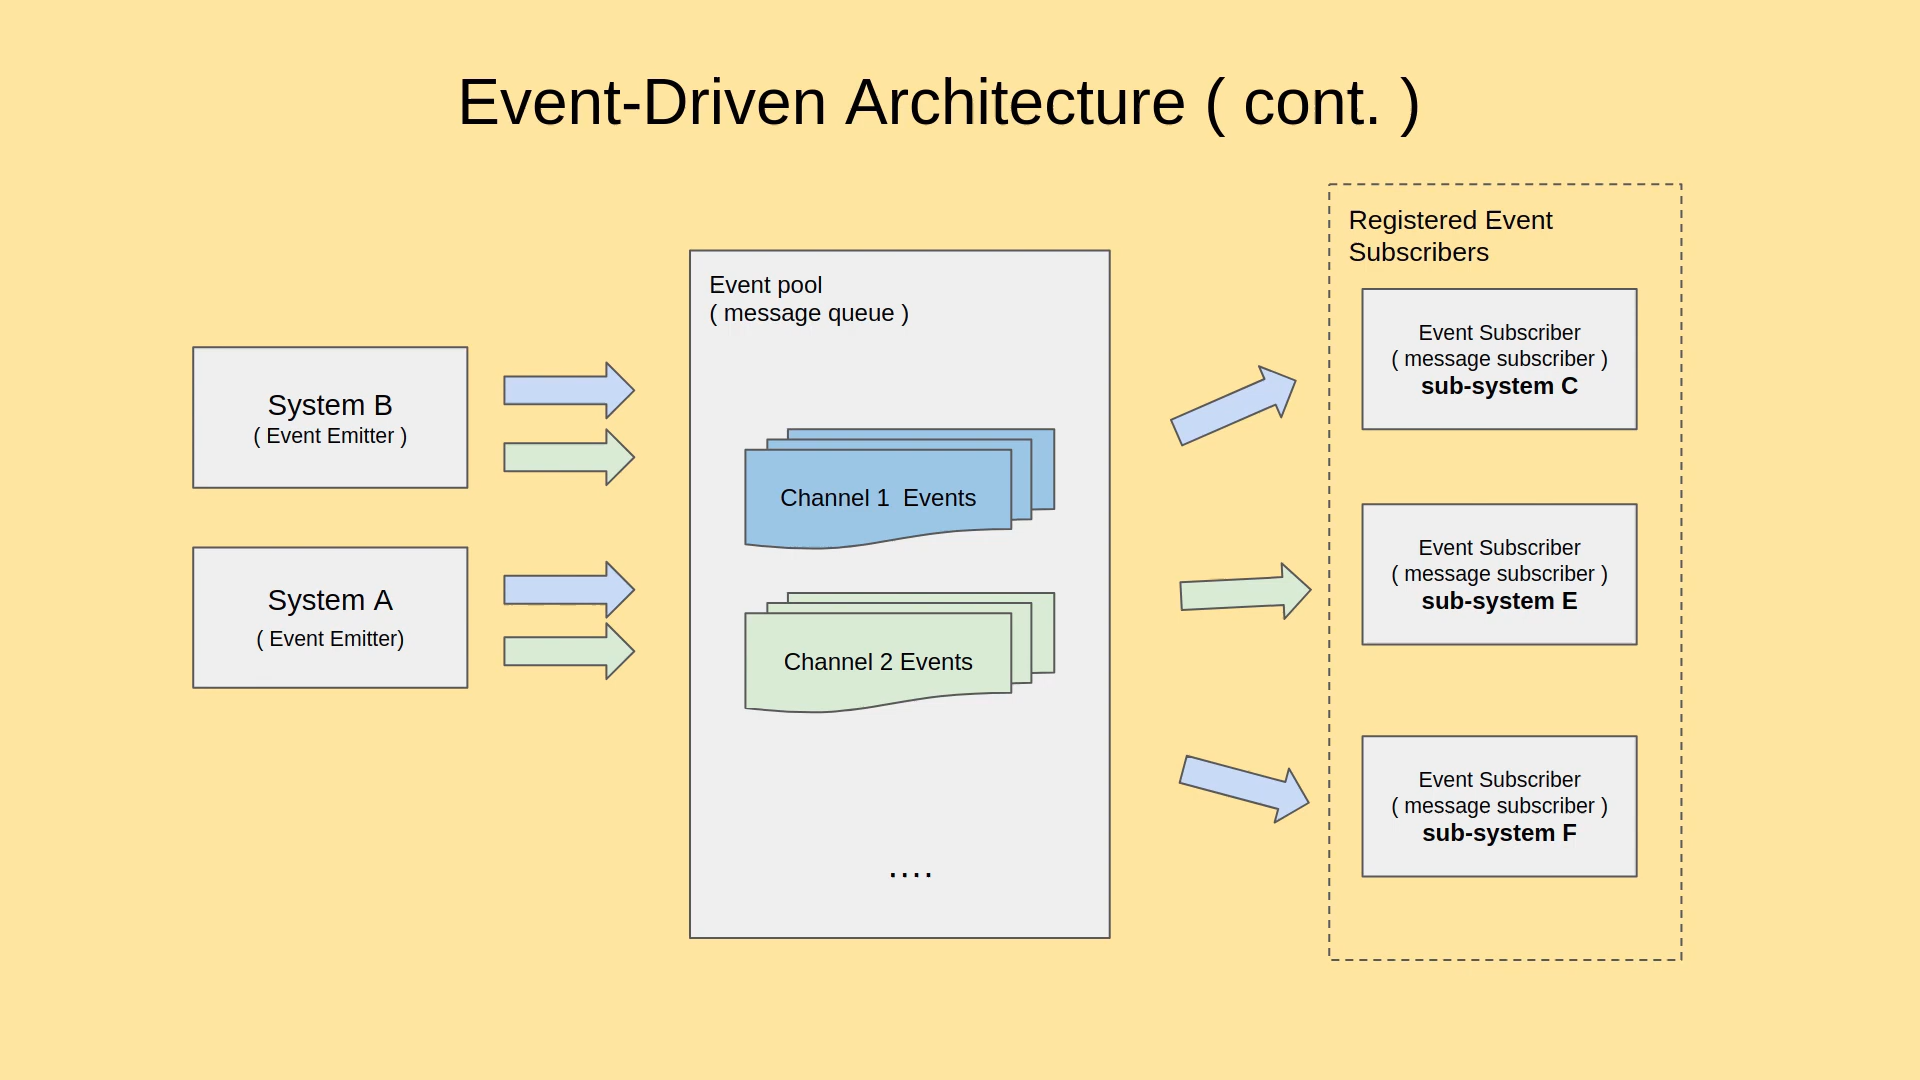 Event-Driven Architecture ( cont. )
Registered Event
Subscribers
Event pool
( message queue )
Event Subscriber
( message subscriber )
sub-system C
System B
( Event Emitter )
Channel 1  Events
Event Subscriber
( message subscriber )
sub-system E
System A
( Event Emitter)
Channel 2 Events
Event Subscriber
( message subscriber )
sub-system F
....